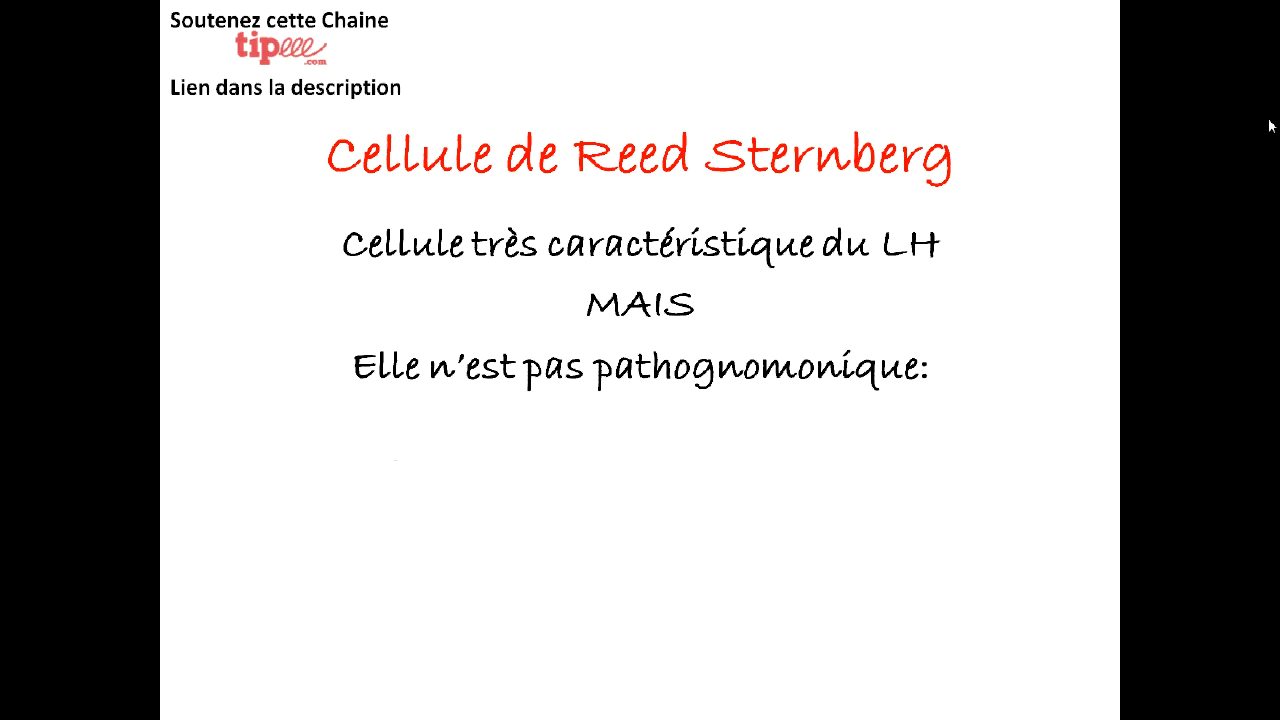 Soutenez cette Chaine
tipeee
.com
Lien dans la description
Cellule de Reed Sternberg
Cellule très caractéristique du LH
MAIS
Elle n'est pas pathognomonique: